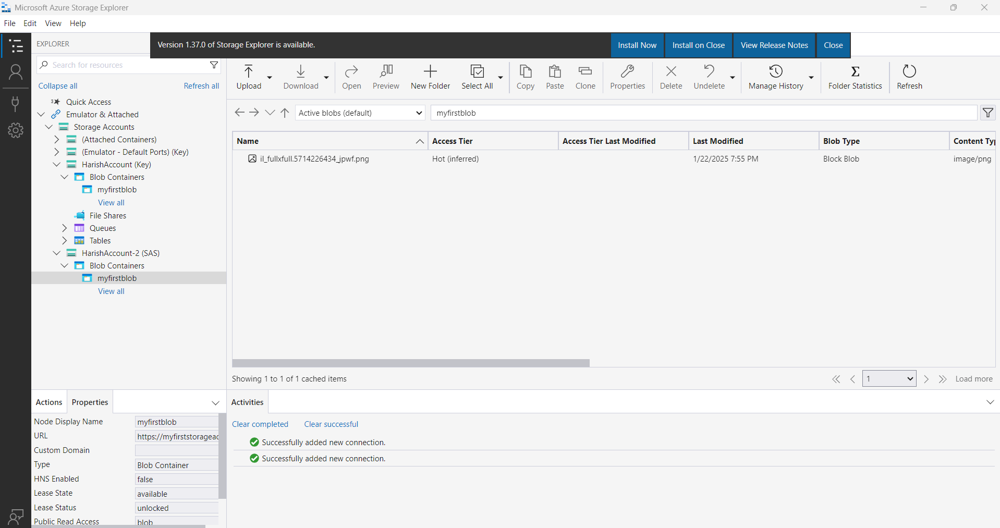 Microsoft Azure Storage Explorer
File Edit View Help
EXPLORER
Version 1.37.0 of Storage Explorer is available.
Install Now
Install on Close
View Release Notes
Close
Search for resources
Collapse all
Refresh all
Quick Access
Emulator & Attached
Storage Accounts
(Attached Containers)
(Emulator - Default Ports) (Key)
HarishAccount (Key)
Blob Containers
myfirstblob
View all
File Shares
Queues
Tables
HarishAccount-2 (SAS)
Blob Containers
myfirstblob
View all
Upload
Download
Open
Preview
New Folder
Select All
Copy
Paste
Clone
Properties
Delete
Undelete
Manage History
Folder Statistics
Refresh
Active blobs (default)
myfirstblob
Name Access Tier Access Tier Last Modified Last Modified Blob Type Content Typ
il_fullxfull.5714226434_jpwf.png Hot (inferred) 1/22/2025 7:55 PM Block Blob image/png
Showing 1 to 1 of 1 cached items
1
Load more
Actions Properties
Node Display Name myfirstblob
URL https://myfirststorageac
Custom Domain
Type Blob Container
HNS Enabled false
Lease State available
Lease Status unlocked
Public Read Access blob
Activities
Clear completed Clear successful
Successfully added new connection.
Successfully added new connection.